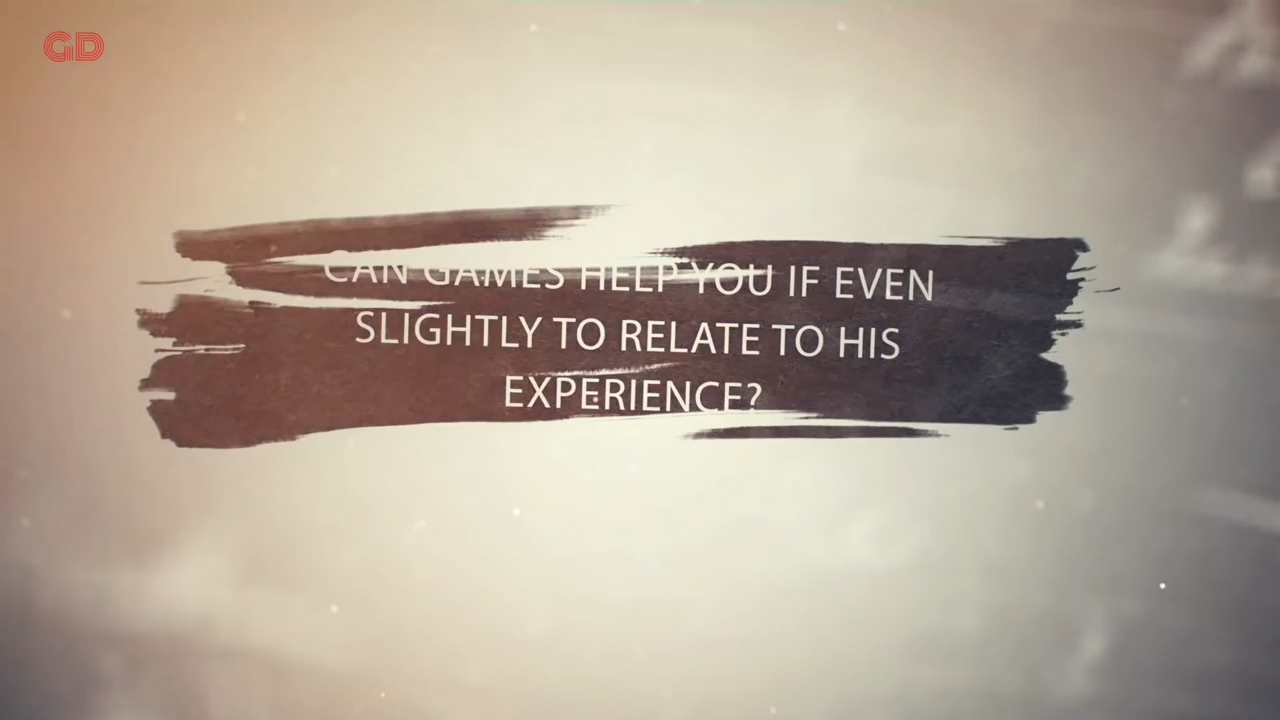 GD
CAN GAMES HELP YOU IF EVEN
SLIGHTLY TO RELATE TO HIS
EXPERIENCE?